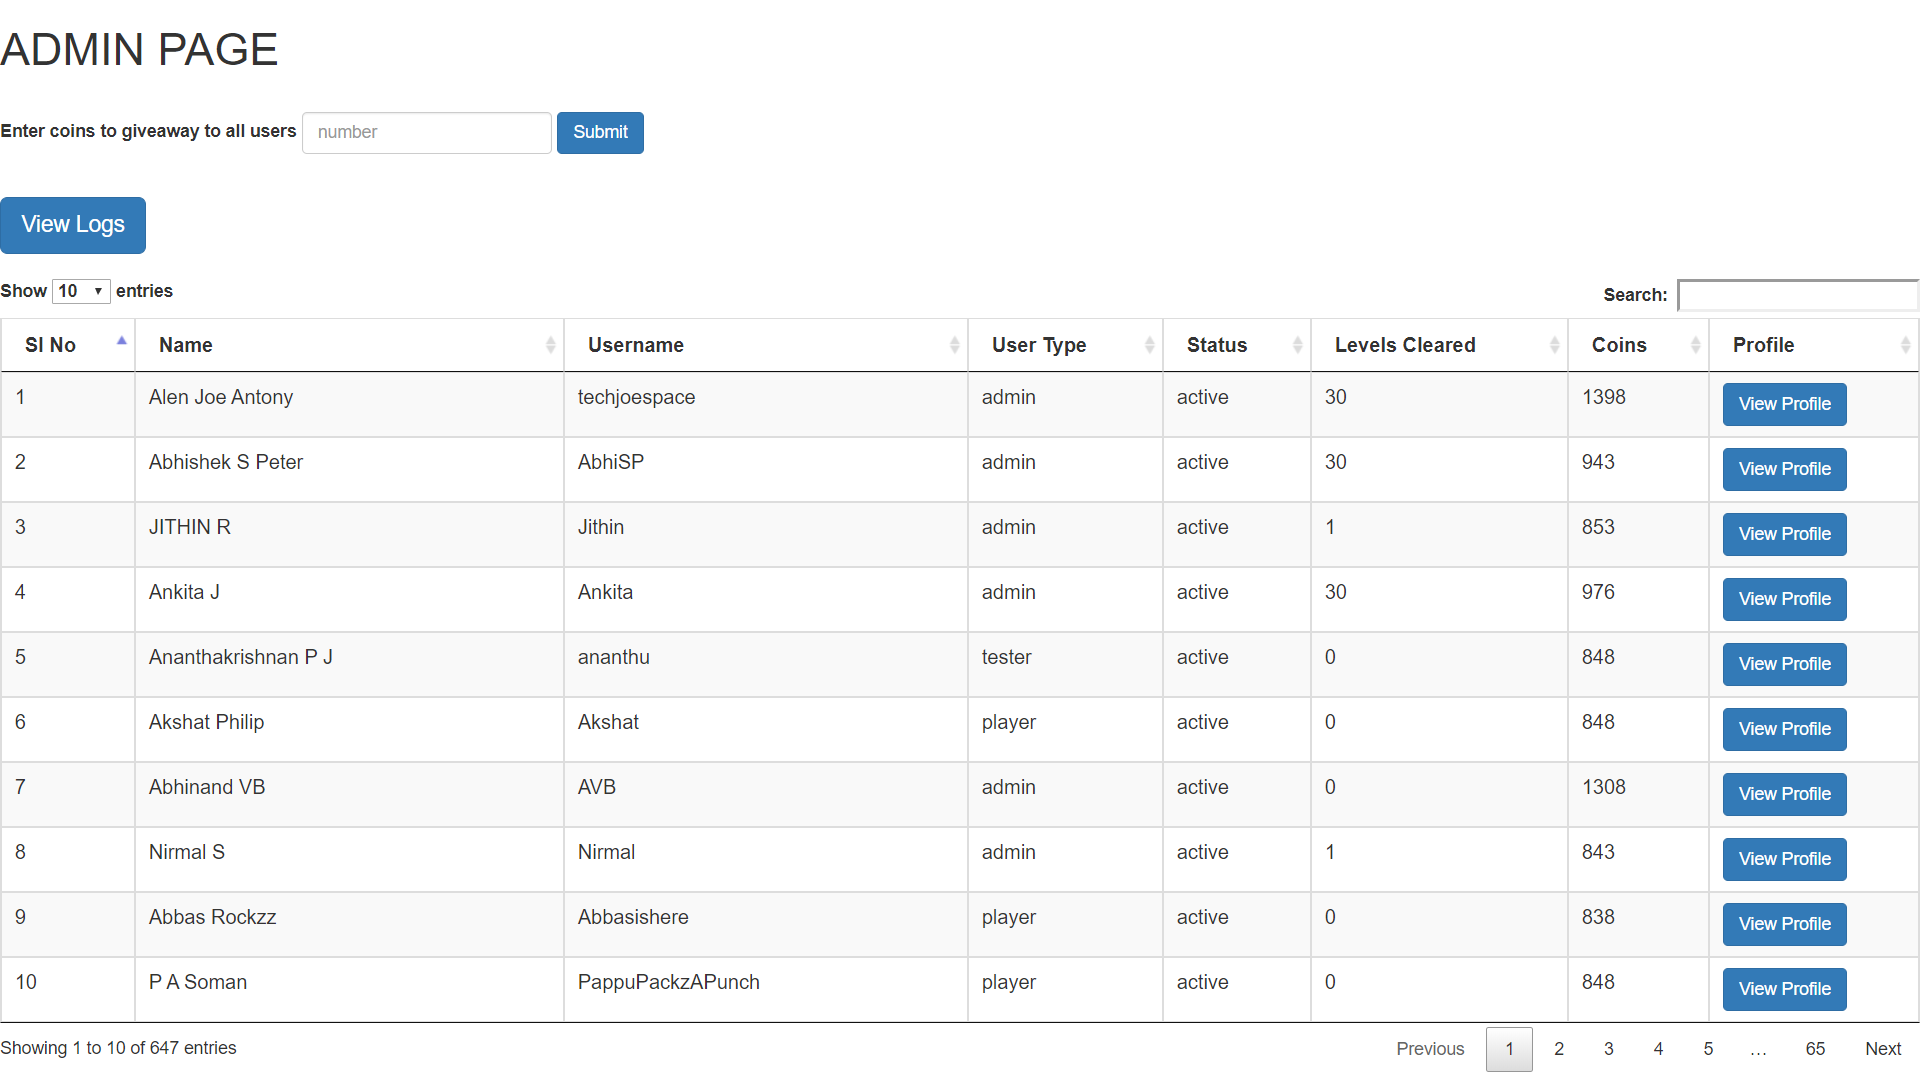 ADMIN PAGE
Enter coins to giveaway to all users number Submit
View Logs
Show 10 entries Search:
Sl No Name Username User Type Status Levels Cleared Coins Profile
1 Alen Joe Antony techjoespace admin active 30 1398 View Profile
2 Abhishek S Peter AbhiSP admin active 30 943 View Profile
3 JITHIN R Jithin admin active 1 853 View Profile
4 Ankita J Ankita admin active 30 976 View Profile
5 Ananthakrishnan P J ananthu tester active 0 848 View Profile
6 Akshat Philip Akshat player active 0 848 View Profile
7 Abhinand VB AVB admin active 0 1308 View Profile
8 Nirmal S Nirmal admin active 1 843 View Profile
9 Abbas Rockzz Abbasishere player active 0 838 View Profile
10 P A Soman PappuPackzAPunch player active 0 848 View Profile
Showing 1 to 10 of 647 entries Previous 1 2 3 4 5 … 65 Next